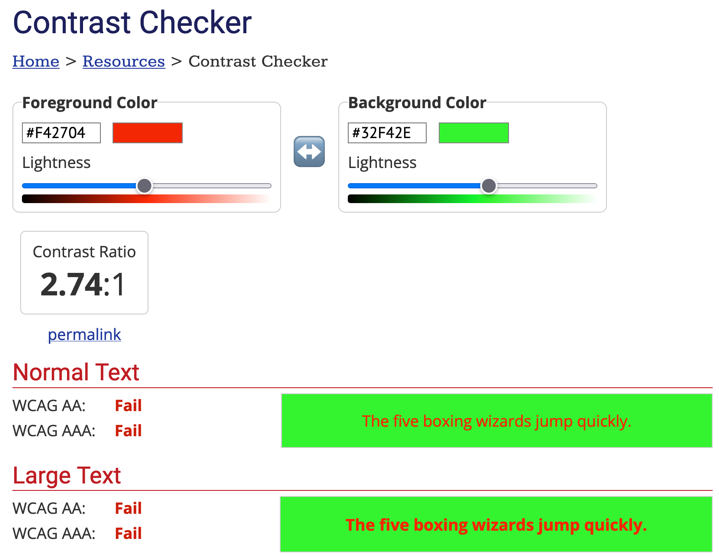 Contrast Checker
Home > Resources > Contrast Checker
Foreground Color
#F42704
Lightness
Background Color
#32F42E
Lightness
Contrast Ratio
2.74:1
permalink
Normal Text
WCAG AA: Fail
WCAG AAA: Fail
The five boxing wizards jump quickly.
Large Text
WCAG AA: Fail
WCAG AAA: Fail
The five boxing wizards jump quickly.